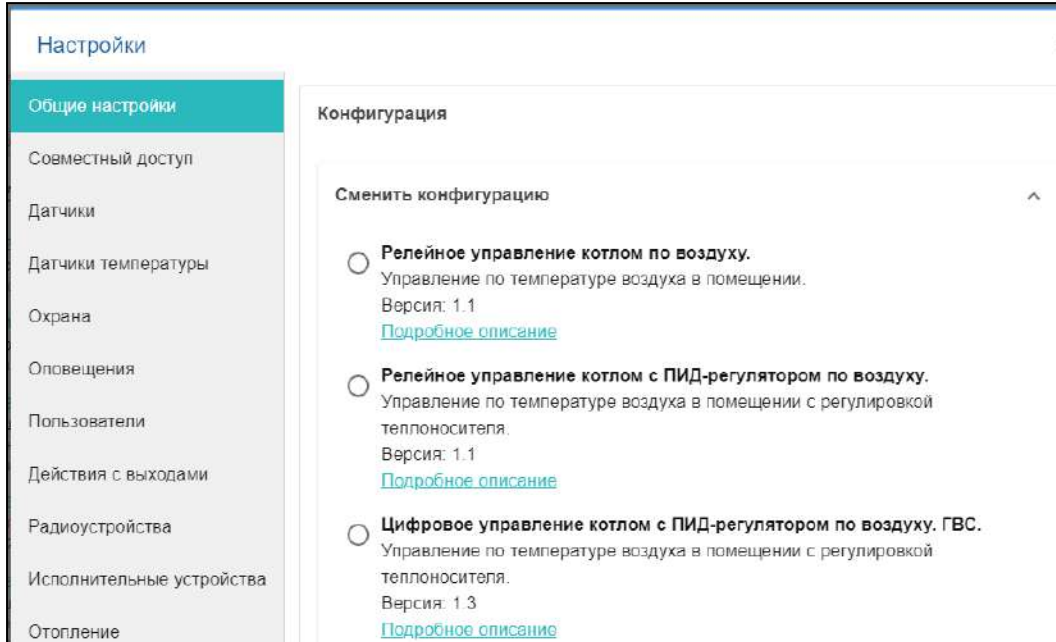 Настройки
Общие настройки
Совместный доступ
Датчики
Датчики температуры
Охрана
Оповещения
Пользователи
Действия с выходами
Радиоустройства
Исполнительные устройства
Отопление
Конфигурация
Сменить конфигурацию
Релейное управление котлом по воздуху.
Управление по температуре воздуха в помещении.
Версия: 1.1
Подробное описание
Релейное управление котлом с ПИД-регулятором по воздуху.
Управление по температуре воздуха в помещении с регулировкой
теплоносителя.
Версия: 1.1
Подробное описание
Цифровое управление котлом с ПИД-регулятором по воздуху. ГВС.
Управление по температуре воздуха в помещении с регулировкой
теплоносителя.
Версия: 1.3
Подробное описание